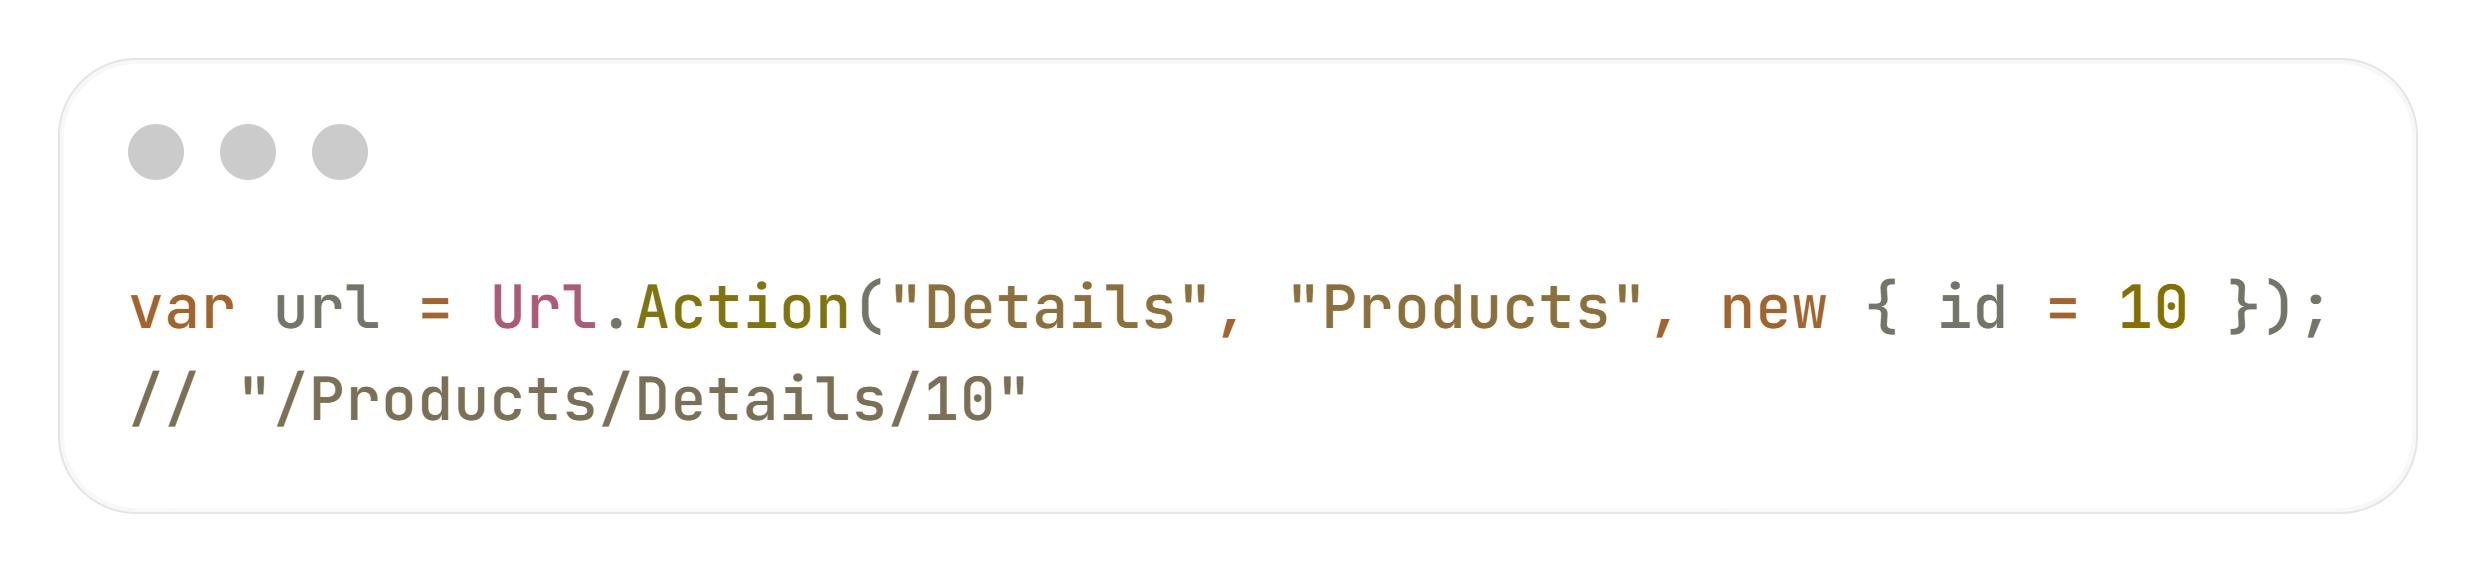 var url = Url.Action("Details", "Products", new { id = 10 });
// "/Products/Details/10"